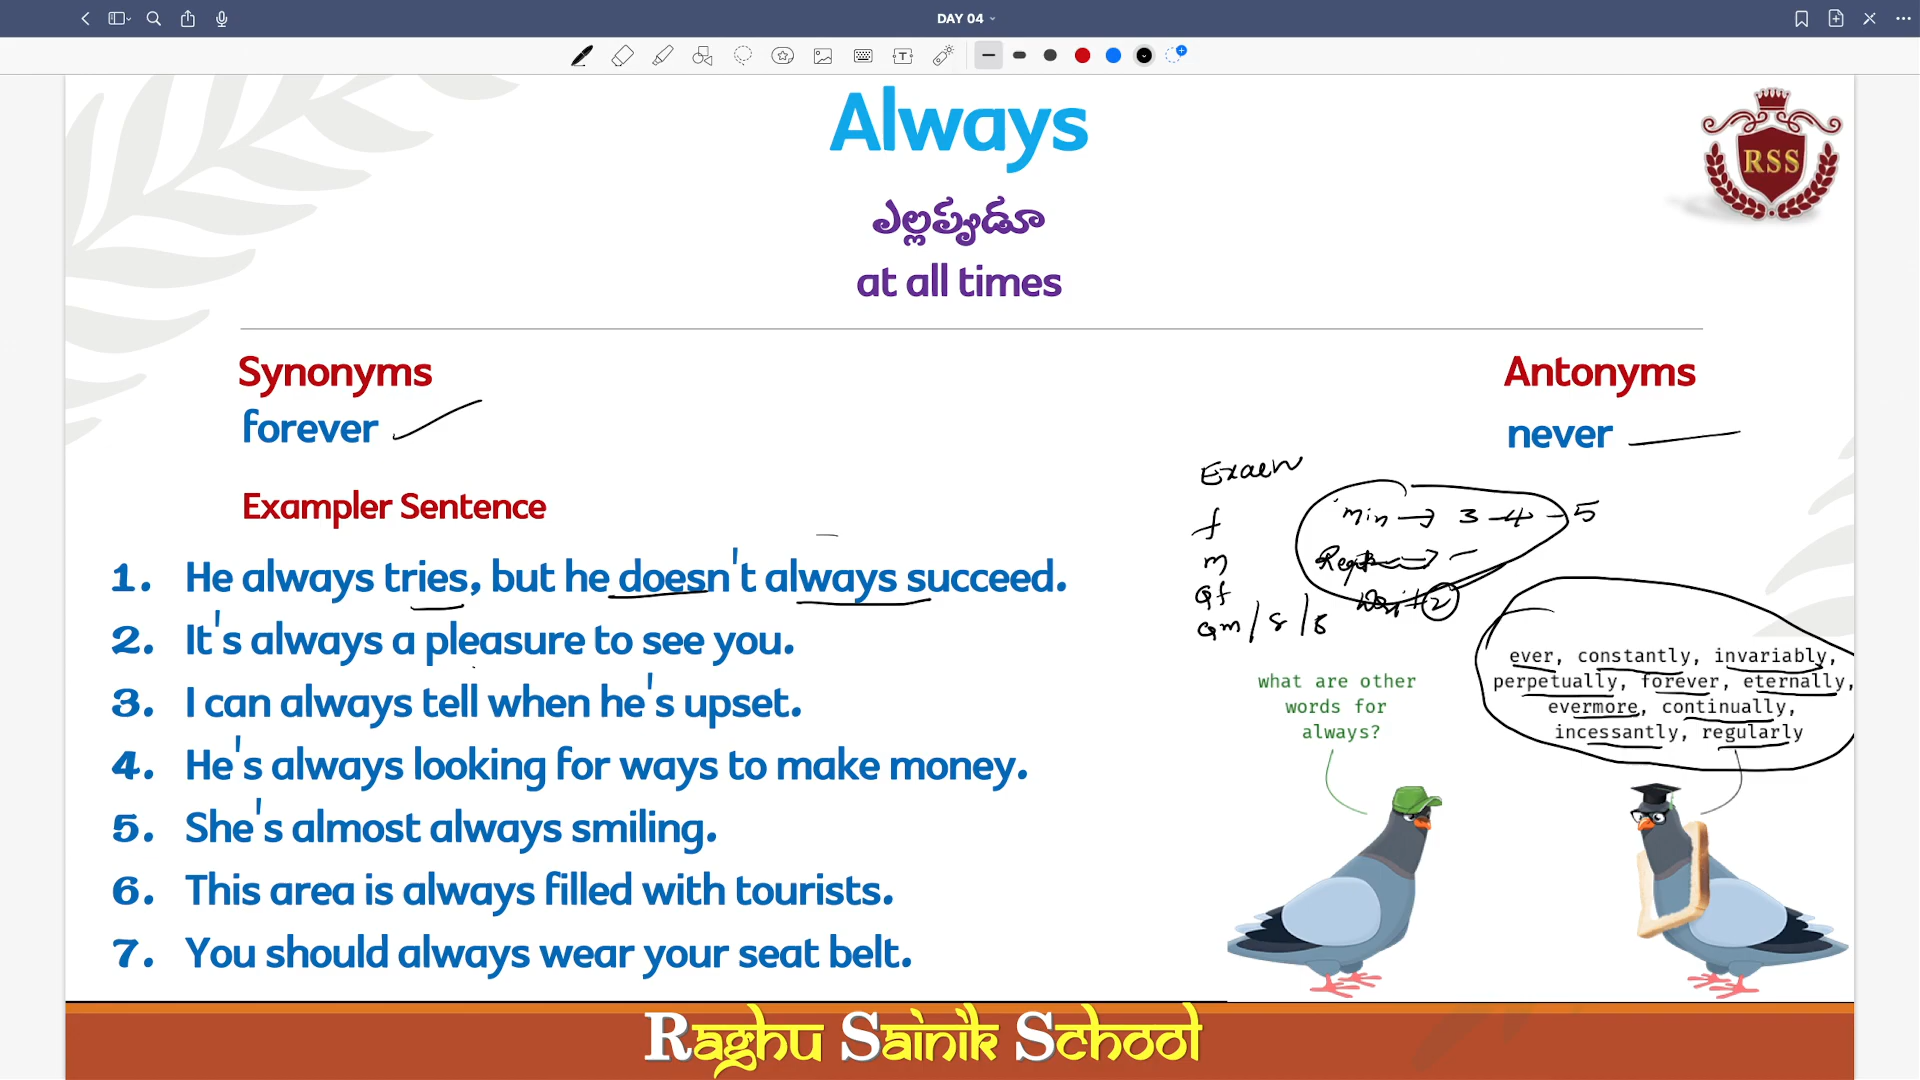 DAY 04
Always
RSS
ఎల్లప్పుడూ
at all times
Synonyms
Antonyms
forever
never
Exampler Sentence
min → 3 - 4 - 5
f
m
1. He always tries, but he doesn't always succeed.
2. It's always a pleasure to see you.
3. I can always tell when he's upset.
4. He's always looking for ways to make money.
5. She's almost always smiling.
6. This area is always filled with tourists.
7. You should always wear your seat belt.
what are other
words for
always?
ever, constantly, invariably,
perpetually, forever, eternally,
evermore, continually,
incessantly, regularly
Raghu Sainik School